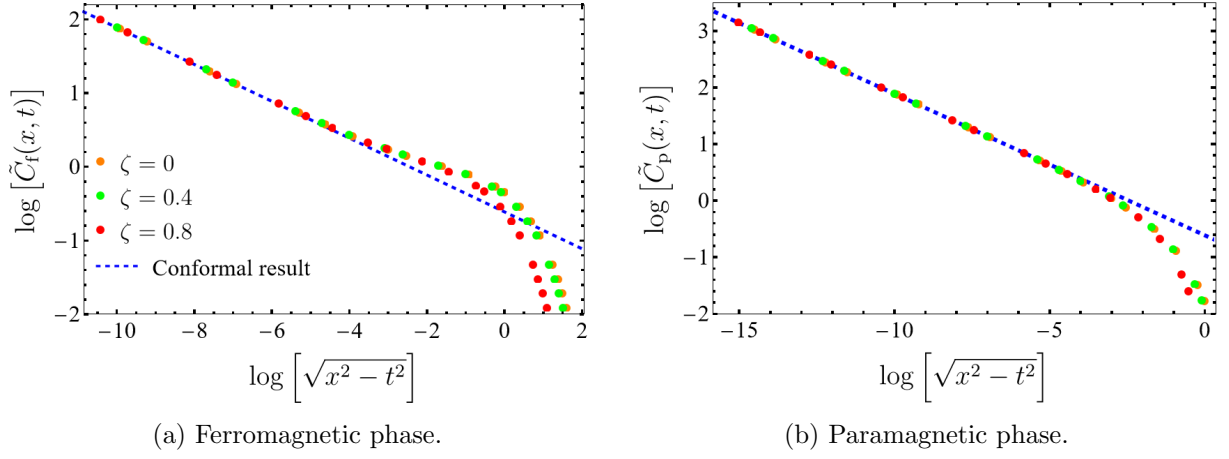 2
1
0
−1
−2
−10
−8
−6
−4
−2
0
2
log [C̃f(x, t)]
ζ = 0
ζ = 0.4
ζ = 0.8
Conformal result
log [√x² − t²]
(a) Ferromagnetic phase.
3
2
1
0
−1
−2
−15
−10
−5
0
log [C̃p(x, t)]
log [√x² − t²]
(b) Paramagnetic phase.